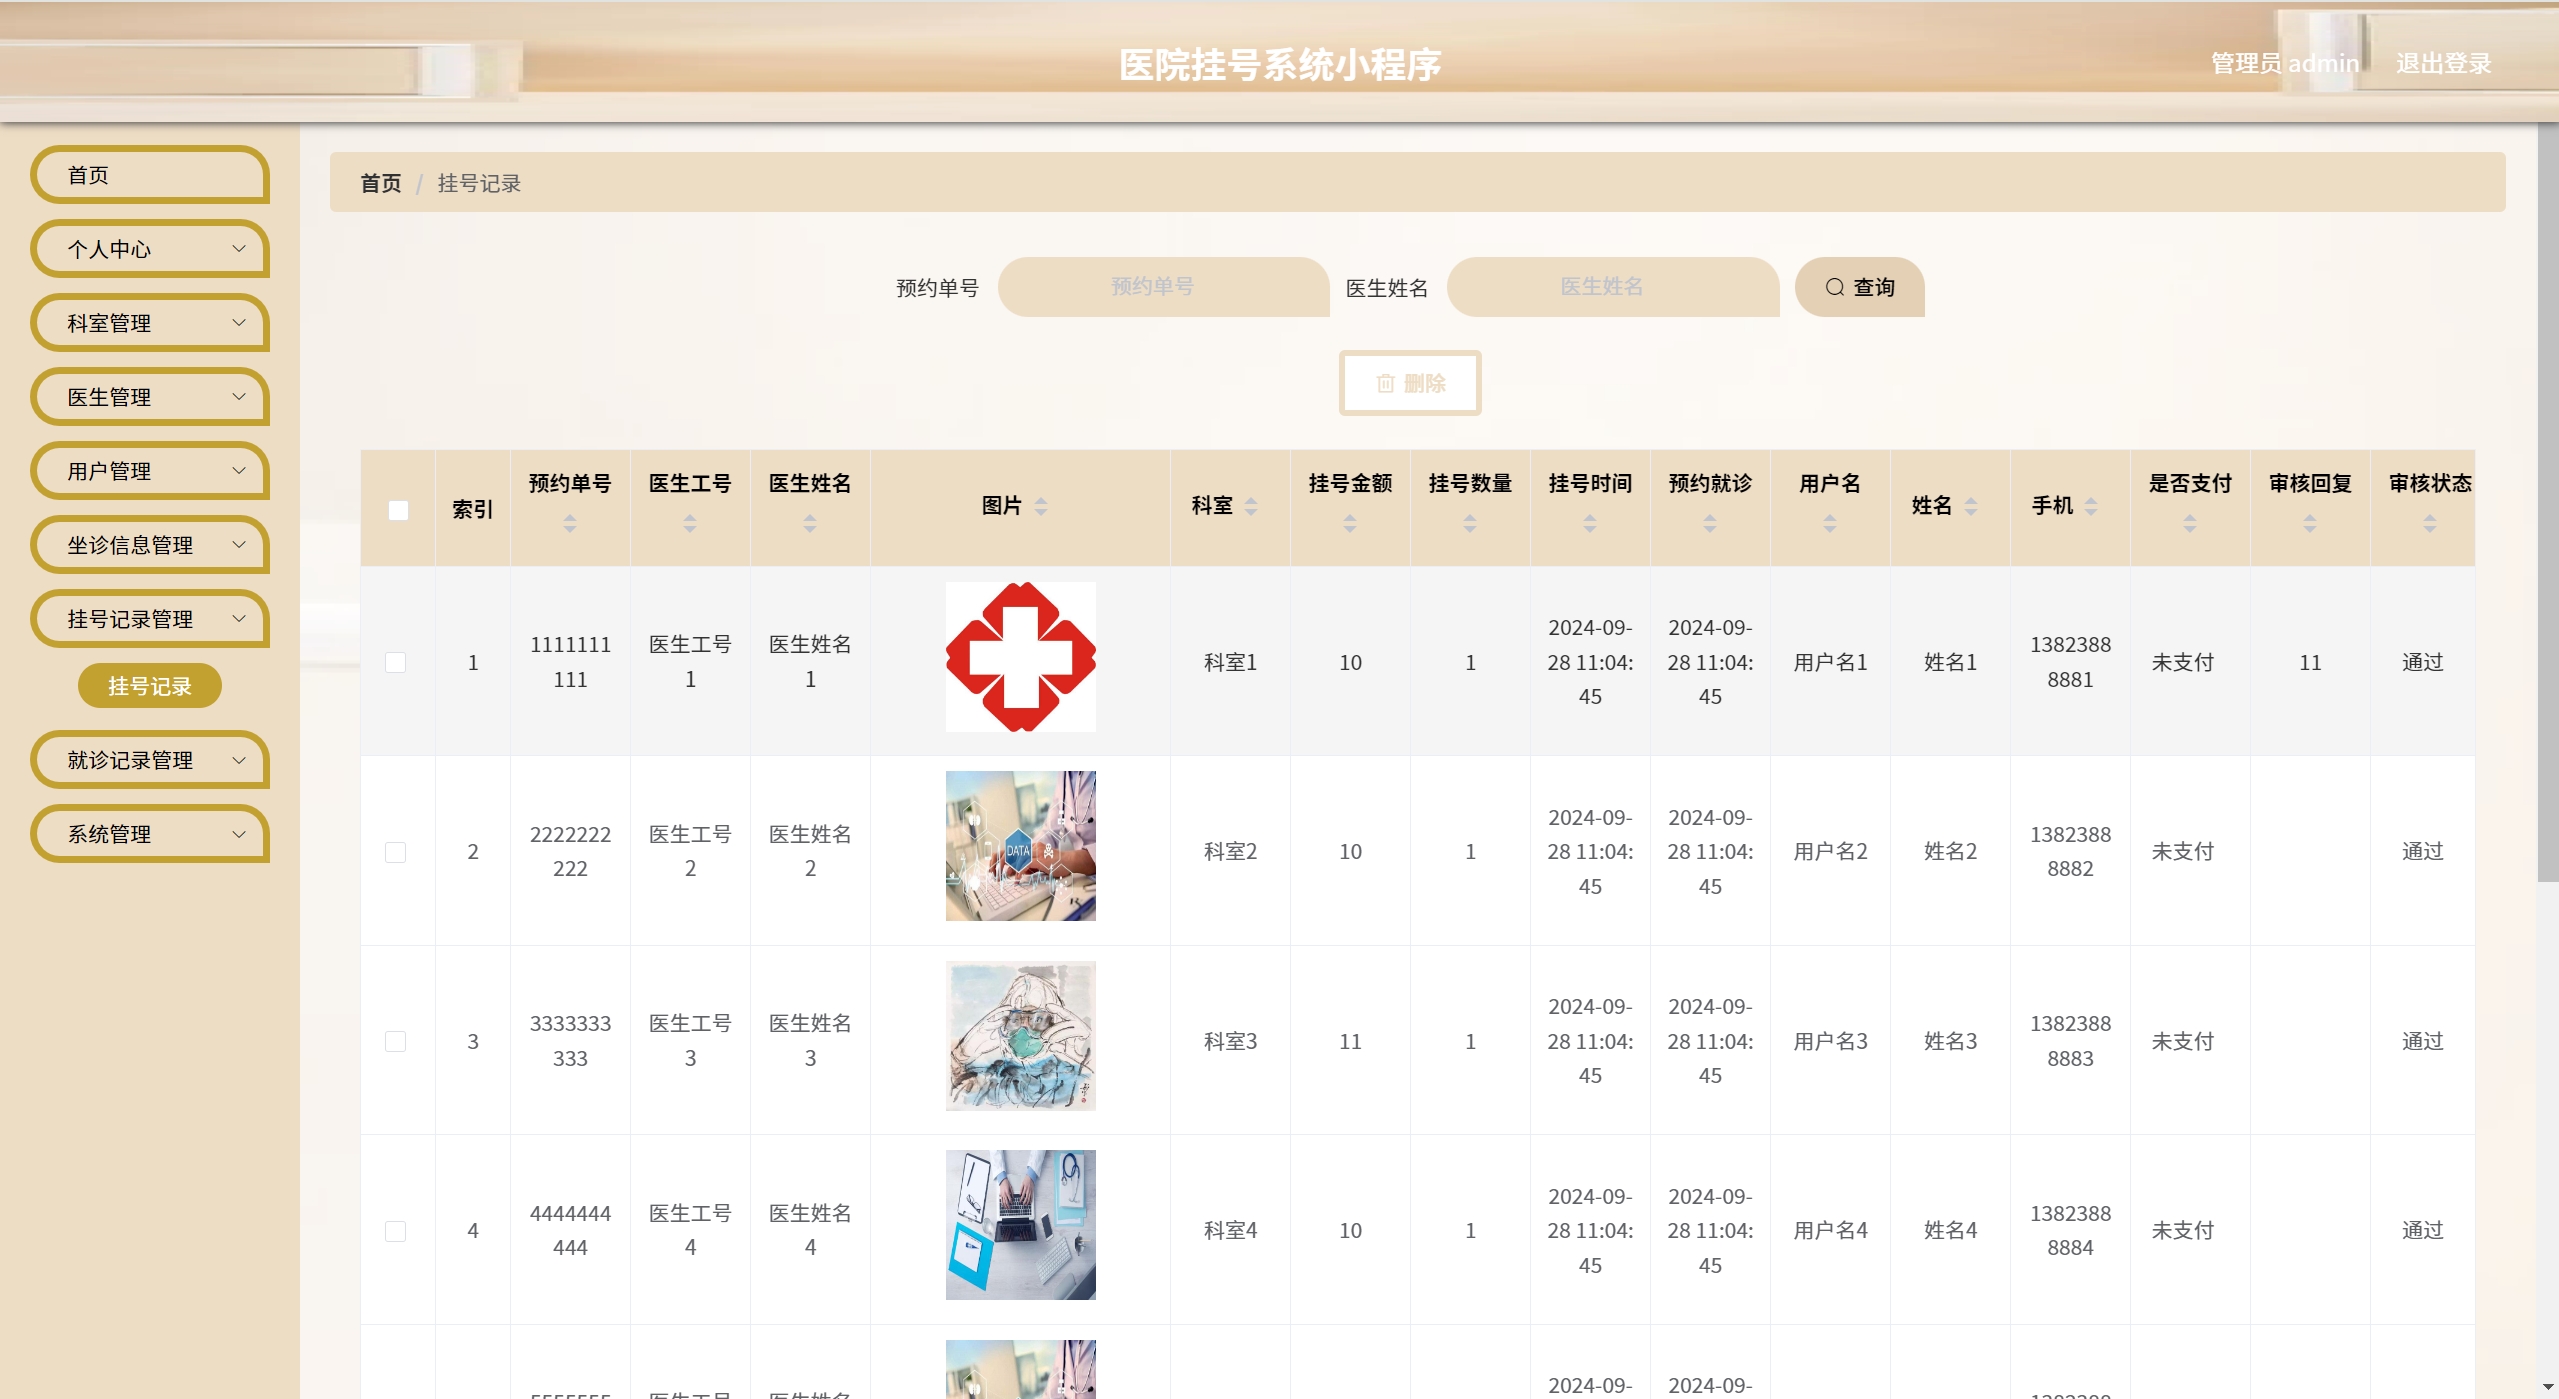 医院挂号系统小程序
管理员 admin
退出登录
首页
个人中心
科室管理
医生管理
用户管理
坐诊信息管理
挂号记录管理
挂号记录
就诊记录管理
系统管理
首页 / 挂号记录
预约单号 预约单号 医生姓名 医生姓名 查询
删除
索引 预约单号 医生工号 医生姓名 图片 科室 挂号金额 挂号数量 挂号时间 预约就诊 用户名 姓名 手机 是否支付 审核回复 审核状态
1
1111111
111
医生工号
1
医生姓名
1
科室1
10
1
2024-09-
28 11:04:
45
2024-09-
28 11:04:
45
用户名1
姓名1
1382388
8881
未支付
11
通过
2
2222222
222
医生工号
2
医生姓名
2
DATA
科室2
10
1
2024-09-
28 11:04:
45
2024-09-
28 11:04:
45
用户名2
姓名2
1382388
8882
未支付
通过
3
3333333
333
医生工号
3
医生姓名
3
科室3
11
1
2024-09-
28 11:04:
45
2024-09-
28 11:04:
45
用户名3
姓名3
1382388
8883
未支付
通过
4
4444444
444
医生工号
4
医生姓名
4
科室4
10
1
2024-09-
28 11:04:
45
2024-09-
28 11:04:
45
用户名4
姓名4
1382388
8884
未支付
通过
2024-09-
2024-09-